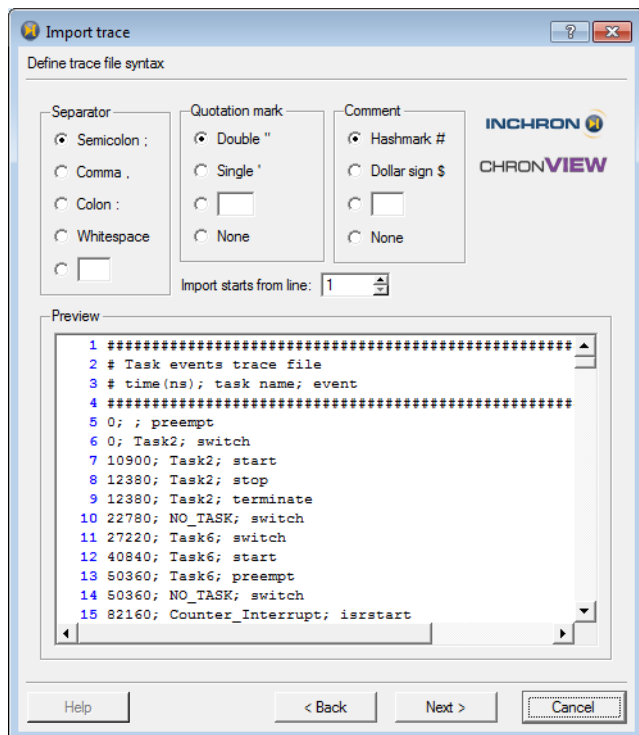 Import trace
Define trace file syntax
Separator
Semicolon ;
Comma ,
Colon :
Whitespace
Quotation mark
Double "
Single '
None
Comment
Hashmark #
Dollar sign $
None
INCHRON
CHRONVIEW
Import starts from line: 1
Preview
1 ####################################################
2 # Task events trace file
3 # time(ns); task name; event
4 ####################################################
5 0; ; preempt
6 0; Task2; switch
7 10900; Task2; start
8 12380; Task2; stop
9 12380; Task2; terminate
10 22780; NO_TASK; switch
11 27220; Task6; switch
12 40840; Task6; start
13 50360; Task6; preempt
14 50360; NO_TASK; switch
15 82160; Counter_Interrupt; isrstart
Help
< Back
Next >
Cancel